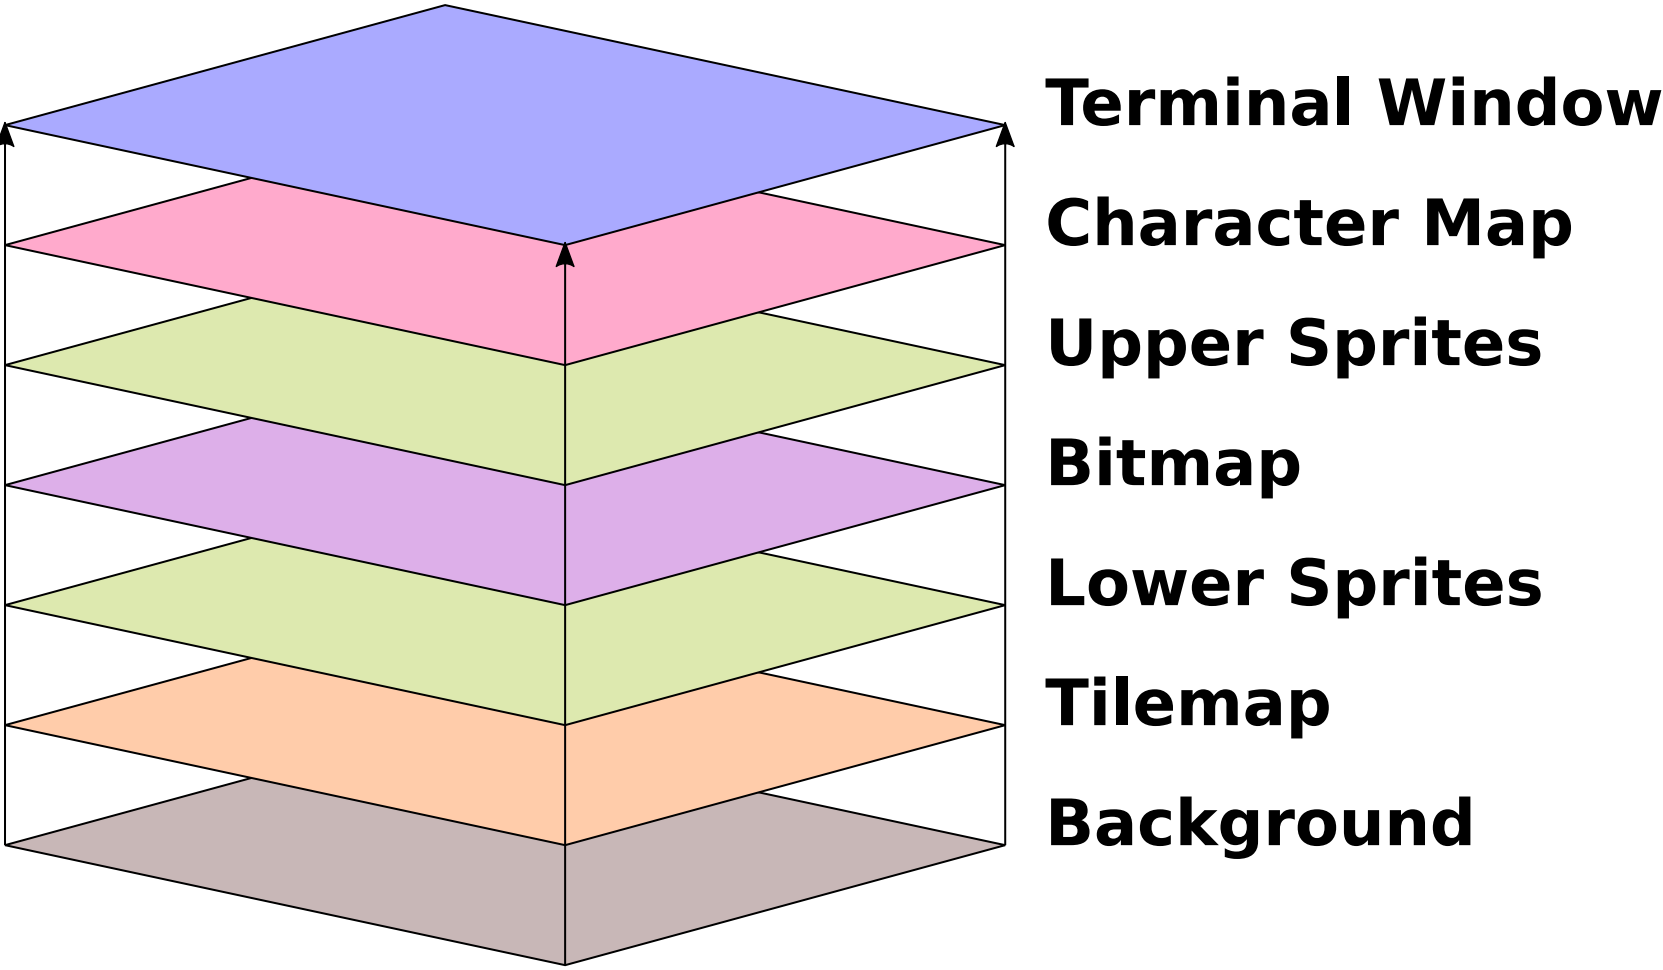 Terminal Window
Character Map
Upper Sprites
Bitmap
Lower Sprites
Tilemap
Background